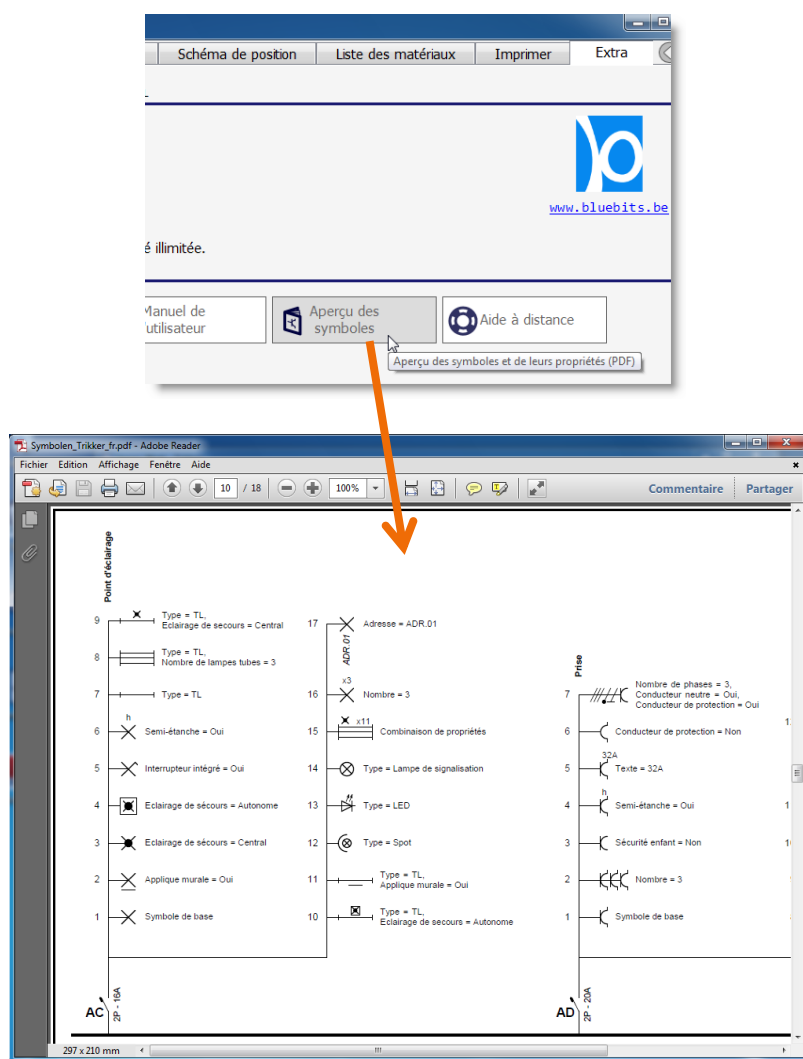 Schéma de position
Liste des matériaux
Imprimer
Extra
www.bluebits.be
é illimitée.
Manuel de
utilisateur
Aperçu des
symboles
Aide à distance
Aperçu des symboles et de leurs propriétés (PDF)
Symbolen_Trikker_fr.pdf - Adobe Reader
Fichier Edition Affichage Fenêtre Aide
10 / 18 100% Commentaire Partager
Point d'éclairage
9 Type = TL,
Eclairage de secours = Central
8 Type = TL,
Nombre de lampes tubes = 3
7 Type = TL
h
6 Semi-étanche = Oui
5 Interrupteur intégré = Oui
4 Eclairage de sécours = Autonome
3 Eclairage de sécours = Central
2 Applique murale = Oui
1 Symbole de base
AC 2P - 16A
17 Adresse = ADR.01
ADR.01
x3
16 Nombre = 3
x11
15 Combinaison de propriétés
14 Type = Lampe de signalisation
13 Type = LED
12 Type = Spot
11 Type = TL,
Applique murale = Oui
10 Type = TL,
Eclairage de secours = Autonome
Prise
7 Nombre de phases = 3,
Conducteur neutre = Oui,
Conducteur de protection = Oui
6 Conducteur de protection = Non
32A
5 Texte = 32A
h
4 Semi-étanche = Oui
3 Sécurité enfant = Non
2 Nombre = 3
1 Symbole de base
AD 2P - 20A
297 x 210 mm